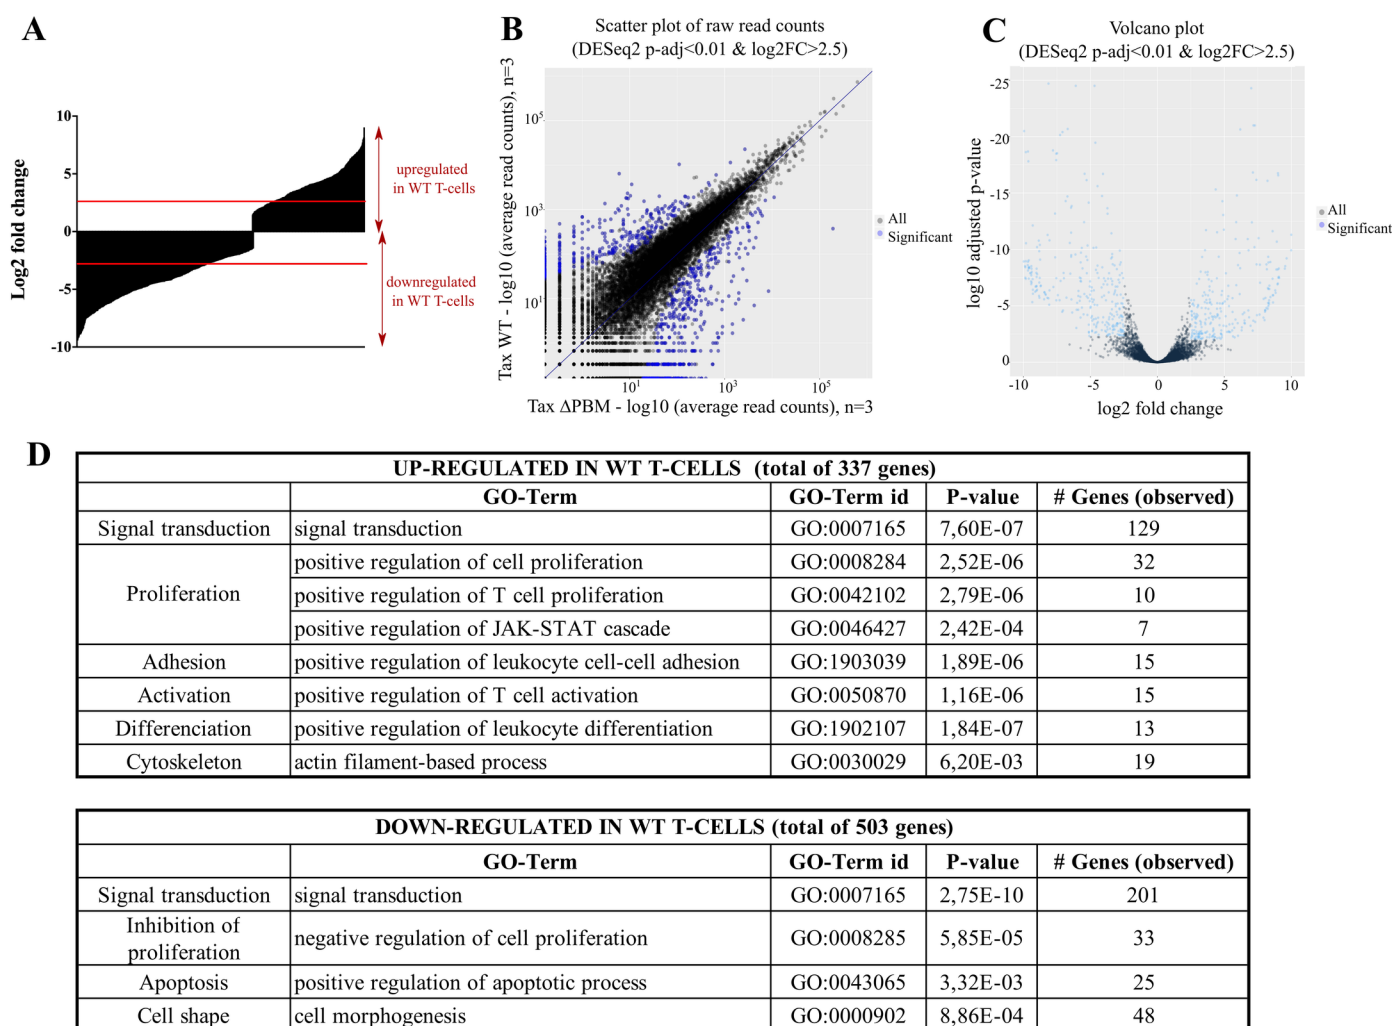 A
Log2 fold change
10
5
0
-5
-10
upregulated
in WT T-cells
downregulated
in WT T-cells
B
Scatter plot of raw read counts
(DESeq2 p-adj<0.01 & log2FC>2.5)
Tax WT - log10 (average read counts), n=3
10^5
10^3
10^1
10^1 10^3 10^5
Tax ΔPBM - log10 (average read counts), n=3
All
Significant
C
Volcano plot
(DESeq2 p-adj<0.01 & log2FC>2.5)
log10 adjusted p-value
-25
-20
-15
-10
-5
0
-10 -5 0 5 10
log2 fold change
All
Significant
D
UP-REGULATED IN WT T-CELLS (total of 337 genes)
GO-Term GO-Term id P-value # Genes (observed)
Signal transduction signal transduction GO:0007165 7,60E-07 129
Proliferation positive regulation of cell proliferation GO:0008284 2,52E-06 32
positive regulation of T cell proliferation GO:0042102 2,79E-06 10
positive regulation of JAK-STAT cascade GO:0046427 2,42E-04 7
Adhesion positive regulation of leukocyte cell-cell adhesion GO:1903039 1,89E-06 15
Activation positive regulation of T cell activation GO:0050870 1,16E-06 15
Differenciation positive regulation of leukocyte differentiation GO:1902107 1,84E-07 13
Cytoskeleton actin filament-based process GO:0030029 6,20E-03 19
DOWN-REGULATED IN WT T-CELLS (total of 503 genes)
GO-Term GO-Term id P-value # Genes (observed)
Signal transduction signal transduction GO:0007165 2,75E-10 201
Inhibition of
proliferation negative regulation of cell proliferation GO:0008285 5,85E-05 33
Apoptosis positive regulation of apoptotic process GO:0043065 3,32E-03 25
Cell shape cell morphogenesis GO:0000902 8,86E-04 48